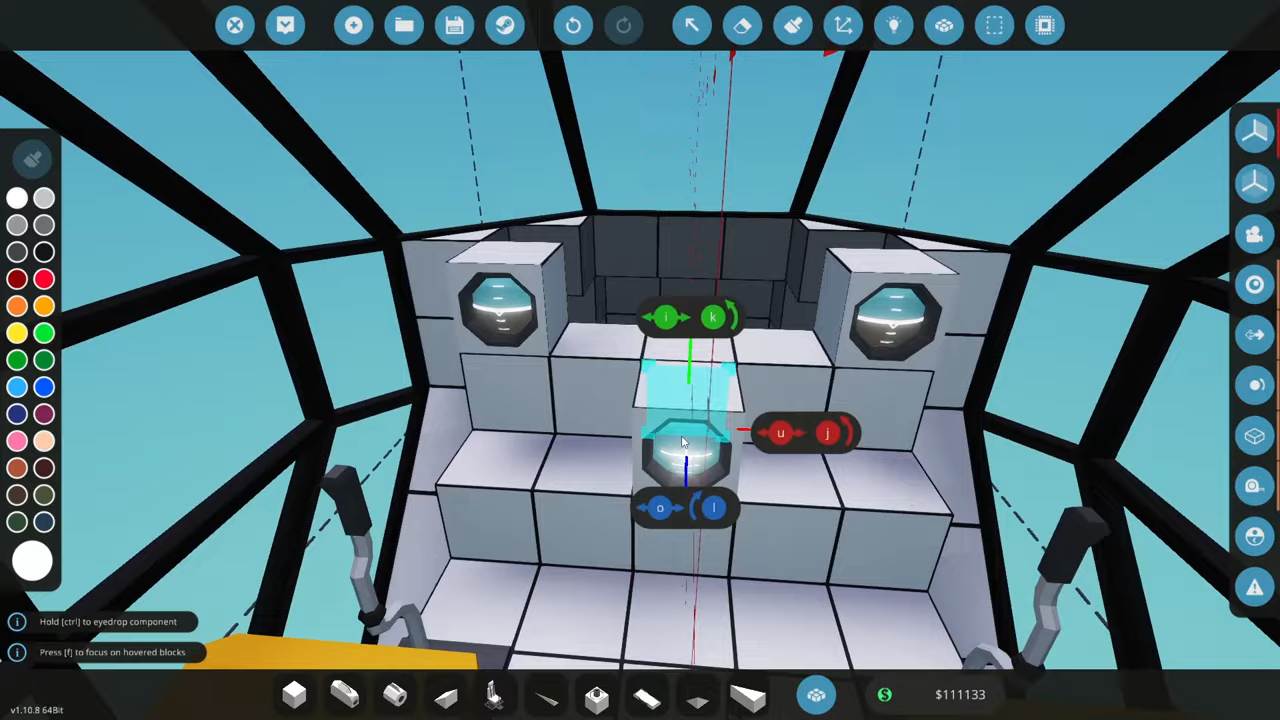 i k
u j
o l
Hold [ctrl] to eyedrop component
Press [f] to focus on hovered blocks
$ $111133
v1.10.8 64Bit